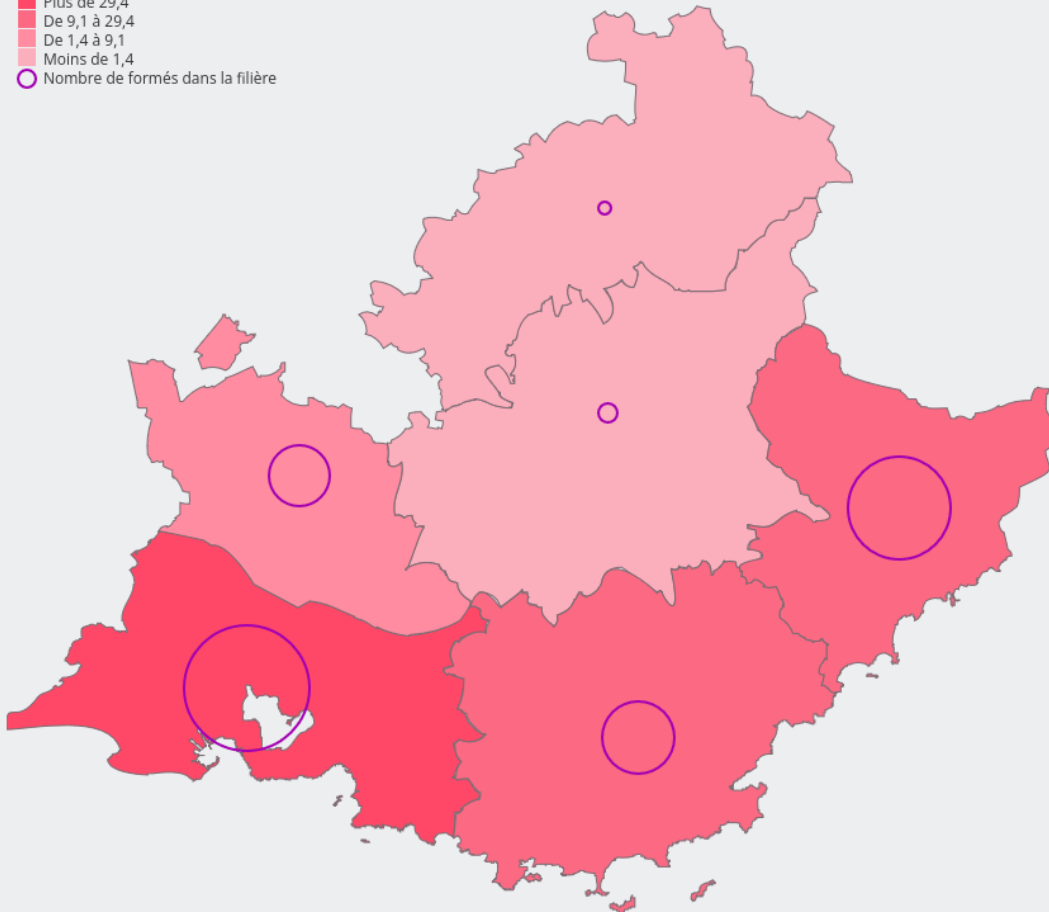 Plus de 29,4
De 9,1 à 29,4
De 1,4 à 9,1
Moins de 1,4
Nombre de formés dans la filière